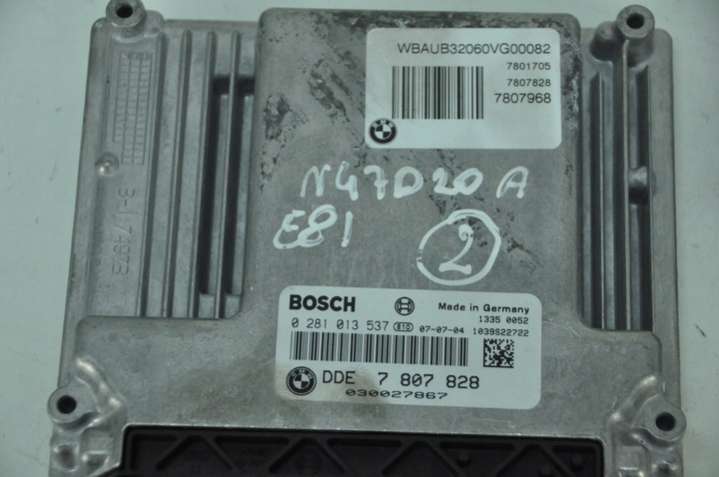 WBAUB32060VG00082
7801705
7807828
7807968
N47D20A
E81
2
BOSCH Made in Germany
1335 0052
0 281 013 537 07-07-04 1039S22722
DDE 7 807 828
030027867